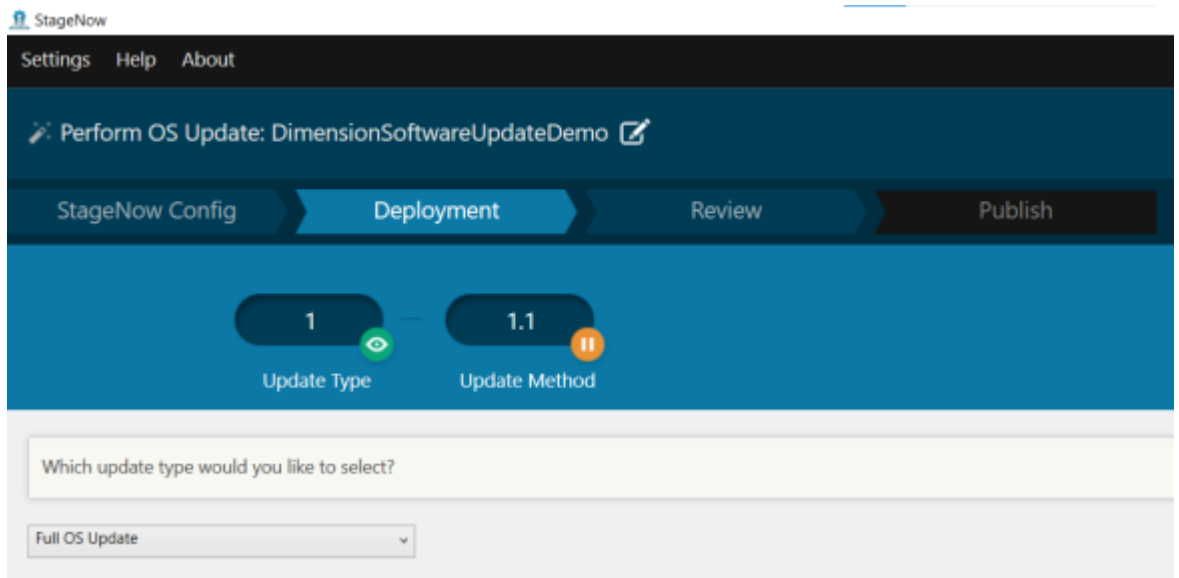 StageNow
Settings Help About
Perform OS Update: DimensionSoftwareUpdateDemo
StageNow Config Deployment Review Publish
1 1.1
Update Type Update Method
Which update type would you like to select?
Full OS Update